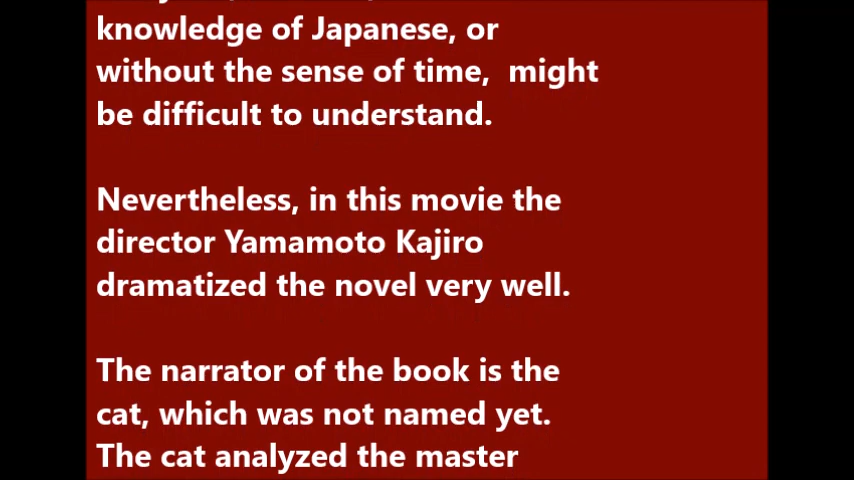 knowledge of Japanese, or
without the sense of time,  might
be difficult to understand.
Nevertheless, in this movie the
director Yamamoto Kajiro
dramatized the novel very well.
The narrator of the book is the
cat, which was not named yet.
The cat analyzed the master